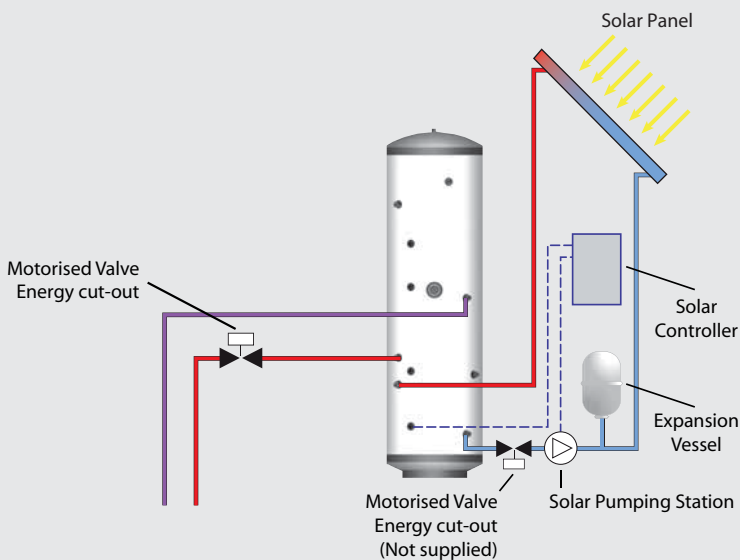 Solar Panel
Motorised Valve
Energy cut-out
Solar
Controller
Expansion
Vessel
Motorised Valve
Energy cut-out
(Not supplied)
Solar Pumping Station